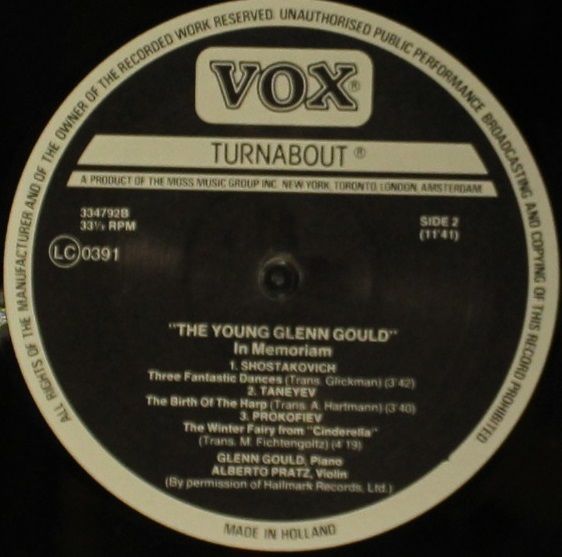 ALL RIGHTS OF THE MANUFACTURER AND OF THE OWNER OF THE RECORDED WORK RESERVED. UNAUTHORISED PUBLIC PERFORMANCE BROADCASTING AND COPYING OF THIS RECORD PROHIBITED
VOX®
TURNABOUT ®
A PRODUCT OF THE MOSS MUSIC GROUP INC. NEW YORK, TORONTO, LONDON, AMSTERDAM
334792B
33⅓ RPM
LC 0391
SIDE 2
(11'41)
"THE YOUNG GLENN GOULD"
In Memoriam
1. SHOSTAKOVICH
Three Fantastic Dances (Trans. Glickman) (3'42)
2. TANEYEV
The Birth Of The Harp (Trans. A. Hartmann) (3'40)
3. PROKOFIEV
The Winter Fairy from "Cinderella"
(Trans. M. Fichtengoltz) (4'19)
GLENN GOULD, Piano
ALBERTO PRATZ, Violin
(By permission of Hallmark Records, Ltd.)
MADE IN HOLLAND